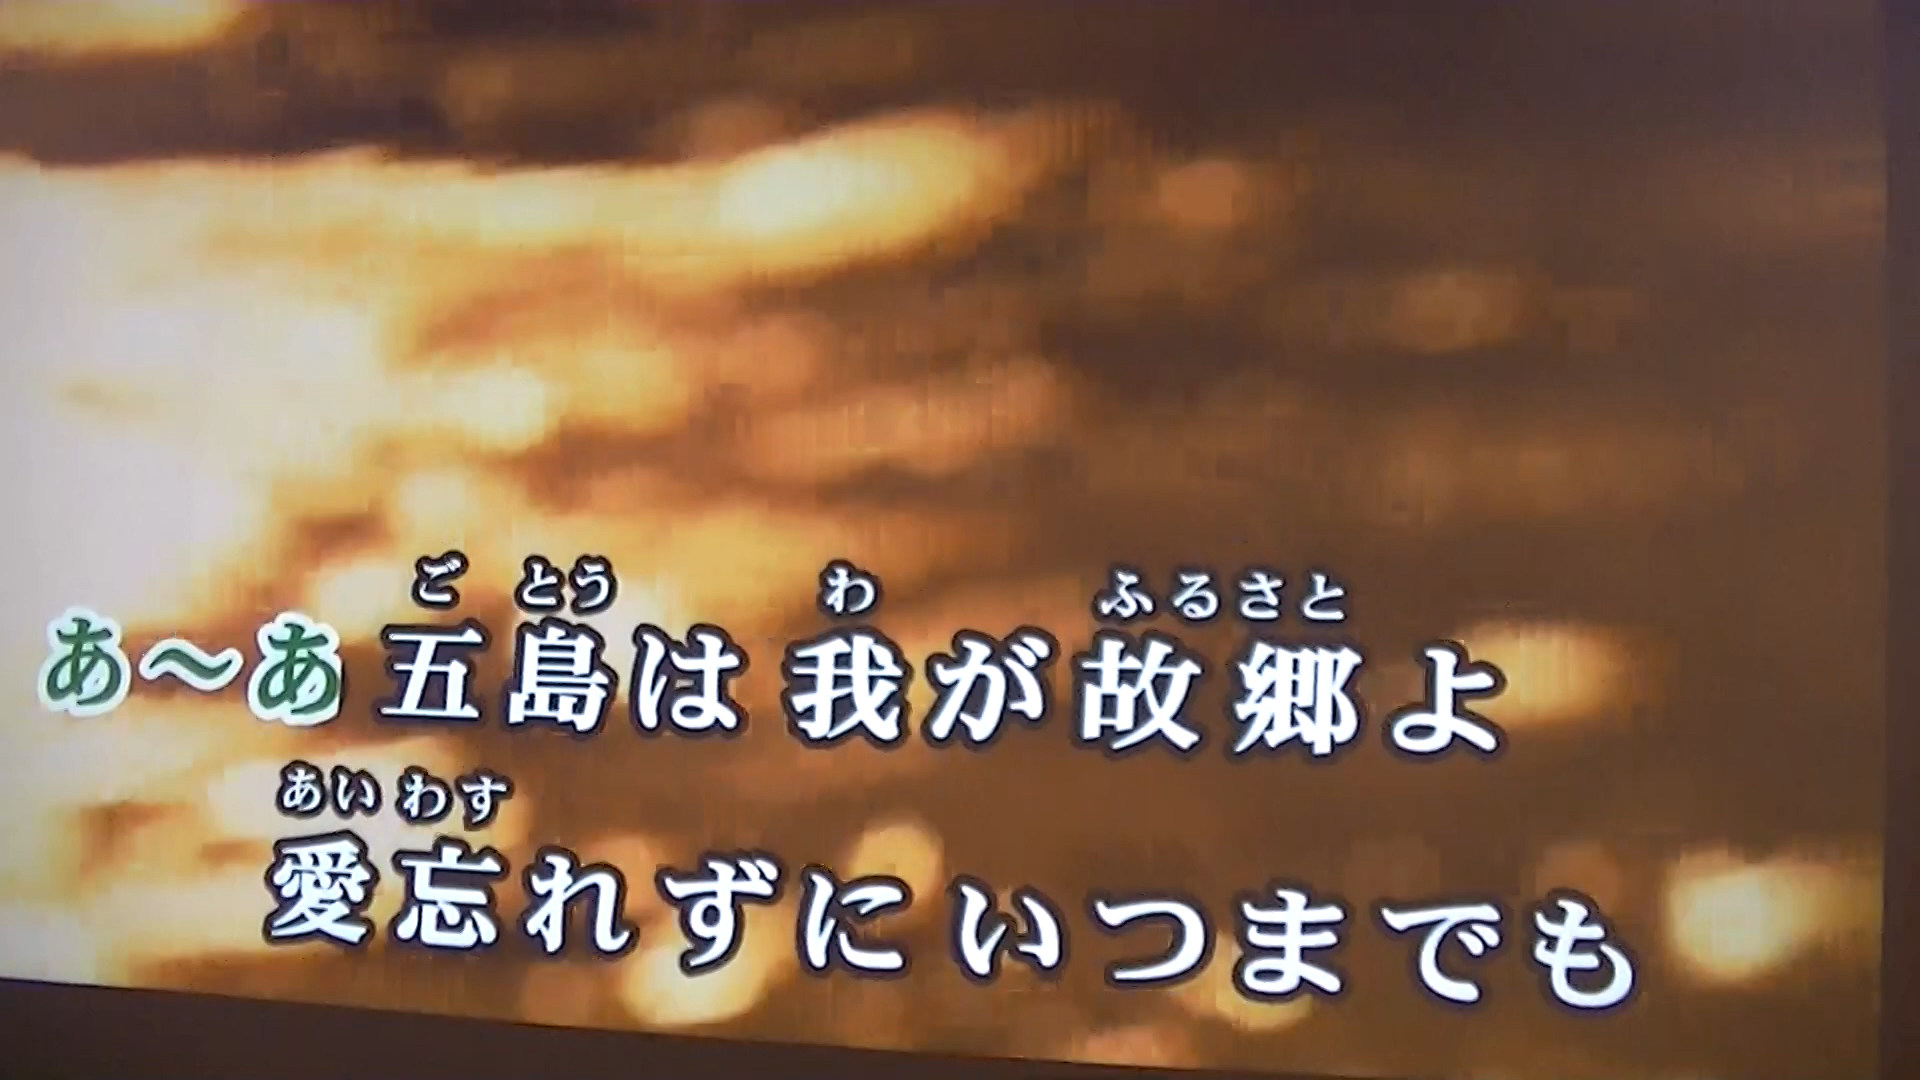 ご とう わ ふるさと
あ～あ 五島は 我が故郷よ
あい わす
愛忘れずに いつまでも